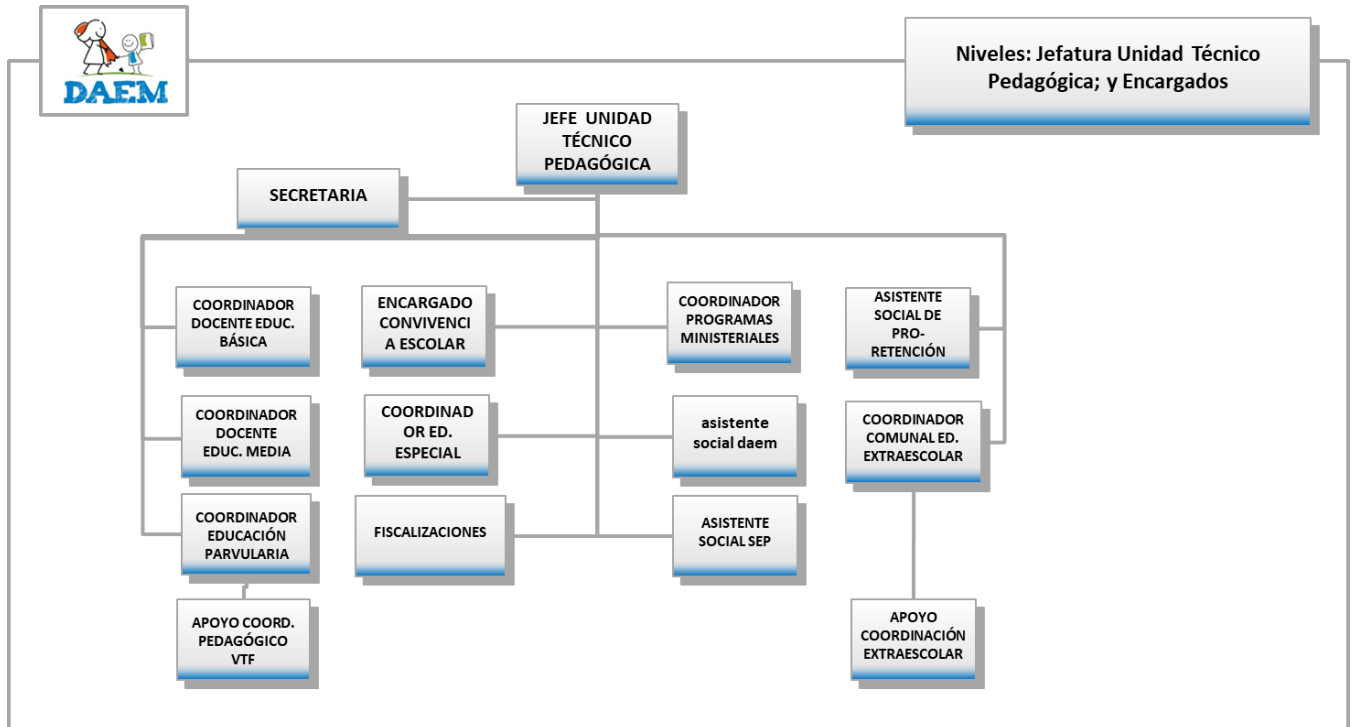 DAEM
Niveles: Jefatura Unidad Técnico
Pedagógica; y Encargados
JEFE UNIDAD
TÉCNICO
PEDAGÓGICA
SECRETARIA
COORDINADOR
DOCENTE EDUC.
BÁSICA
ENCARGADO
CONVIVENCI
A ESCOLAR
COORDINADOR
PROGRAMAS
MINISTERIALES
ASISTENTE
SOCIAL DE
PRO-
RETENCIÓN
COORDINADOR
DOCENTE
EDUC. MEDIA
COORDINAD
OR ED.
ESPECIAL
asistente
social daem
COORDINADOR
COMUNAL ED.
EXTRAESCOLAR
COORDINADOR
EDUCACIÓN
PARVULARIA
FISCALIZACIONES
ASISTENTE
SOCIAL SEP
APOYO COORD.
PEDAGÓGICO
VTF
APOYO
COORDINACIÓN
EXTRAESCOLAR